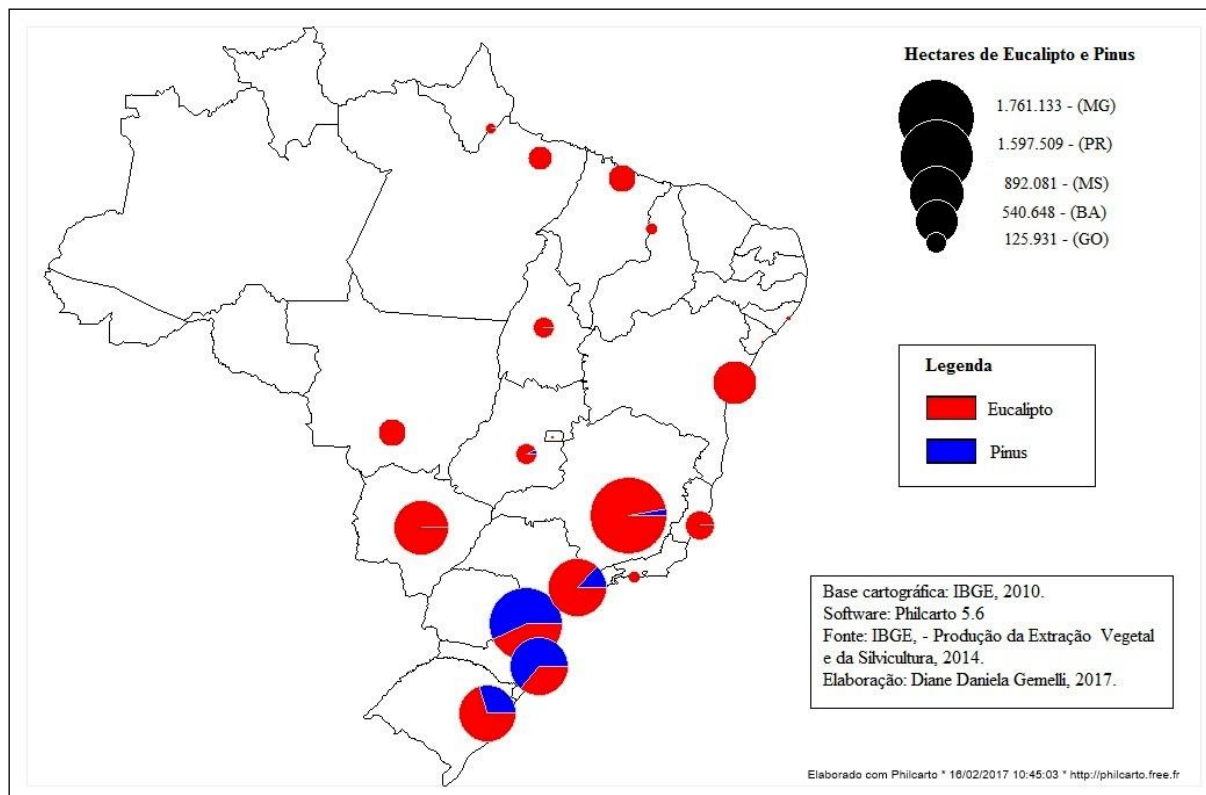 Hectares de Eucalipto e Pinus
1.761.133 - (MG)
1.597.509 - (PR)
892.081 - (MS)
540.648 - (BA)
125.931 - (GO)
Legenda
Eucalipto
Pinus
Base cartográfica: IBGE, 2010.
Software: Philcarto 5.6
Fonte: IBGE, - Produção da Extração Vegetal
e da Silvicultura, 2014.
Elaboração: Diane Daniela Gemelli, 2017.
Elaborado com Philcarto * 16/02/2017 10:45:03 * http://philcarto.free.fr